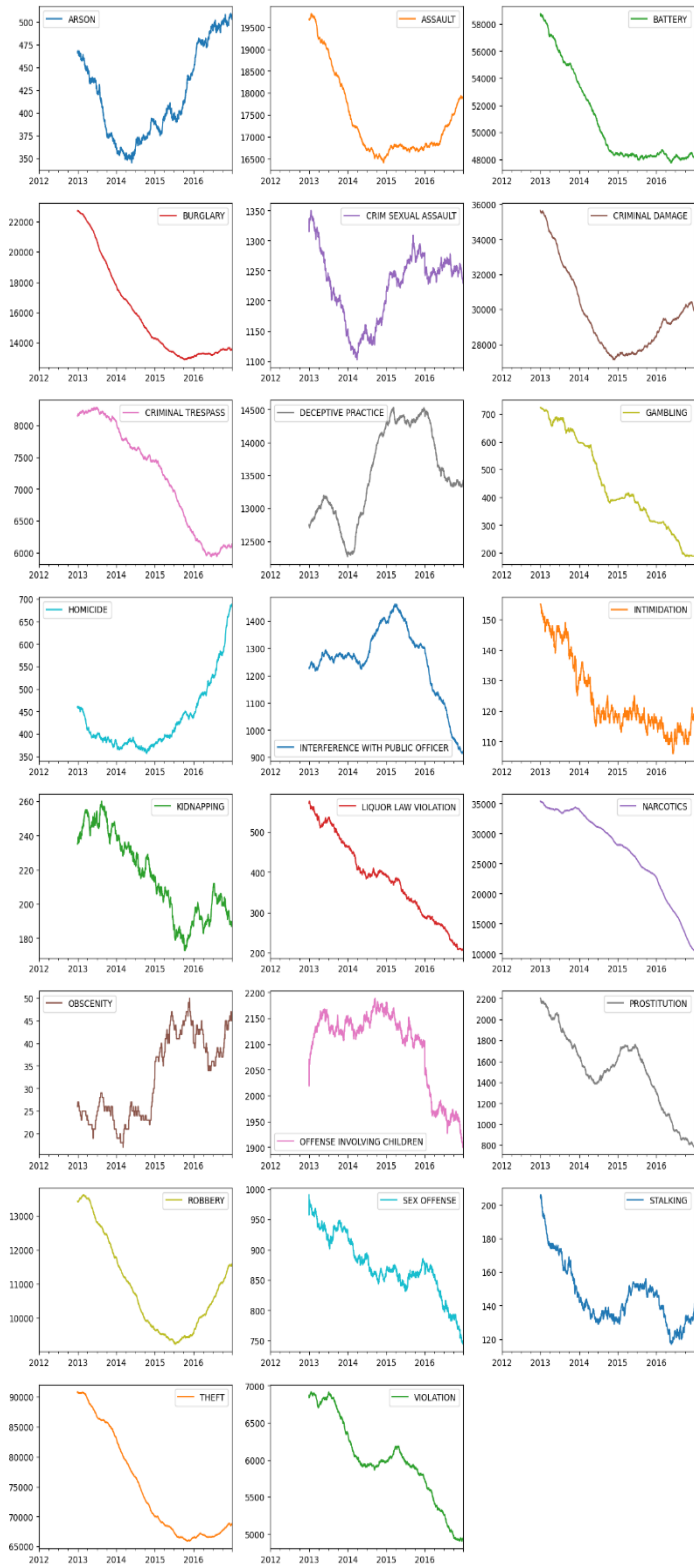 ARSON
500
475
450
425
400
375
350
2012 2013 2014 2015 2016
ASSAULT
19500
19000
18500
18000
17500
17000
16500
2012 2013 2014 2015 2016
BATTERY
58000
56000
54000
52000
50000
48000
2012 2013 2014 2015 2016
BURGLARY
22000
20000
18000
16000
14000
2012 2013 2014 2015 2016
CRIM SEXUAL ASSAULT
1350
1300
1250
1200
1150
1100
2012 2013 2014 2015 2016
CRIMINAL DAMAGE
36000
34000
32000
30000
28000
2012 2013 2014 2015 2016
CRIMINAL TRESPASS
8000
7500
7000
6500
6000
2012 2013 2014 2015 2016
DECEPTIVE PRACTICE
14500
14000
13500
13000
12500
2012 2013 2014 2015 2016
GAMBLING
700
600
500
400
300
200
2012 2013 2014 2015 2016
HOMICIDE
700
650
600
550
500
450
400
350
2012 2013 2014 2015 2016
1400
1300
1200
1100
1000
900
INTERFERENCE WITH PUBLIC OFFICER
2012 2013 2014 2015 2016
INTIMIDATION
150
140
130
120
110
2012 2013 2014 2015 2016
KIDNAPPING
260
240
220
200
180
2012 2013 2014 2015 2016
LIQUOR LAW VIOLATION
500
400
300
200
2012 2013 2014 2015 2016
NARCOTICS
35000
30000
25000
20000
15000
10000
2012 2013 2014 2015 2016
OBSCENITY
50
45
40
35
30
25
20
2012 2013 2014 2015 2016
2200
2150
2100
2050
2000
1950
1900
OFFENSE INVOLVING CHILDREN
2012 2013 2014 2015 2016
PROSTITUTION
2200
2000
1800
1600
1400
1200
1000
800
2012 2013 2014 2015 2016
ROBBERY
13000
12000
11000
10000
2012 2013 2014 2015 2016
SEX OFFENSE
1000
950
900
850
800
750
2012 2013 2014 2015 2016
STALKING
200
180
160
140
120
2012 2013 2014 2015 2016
THEFT
90000
85000
80000
75000
70000
65000
2012 2013 2014 2015 2016
VIOLATION
7000
6500
6000
5500
5000
2012 2013 2014 2015 2016